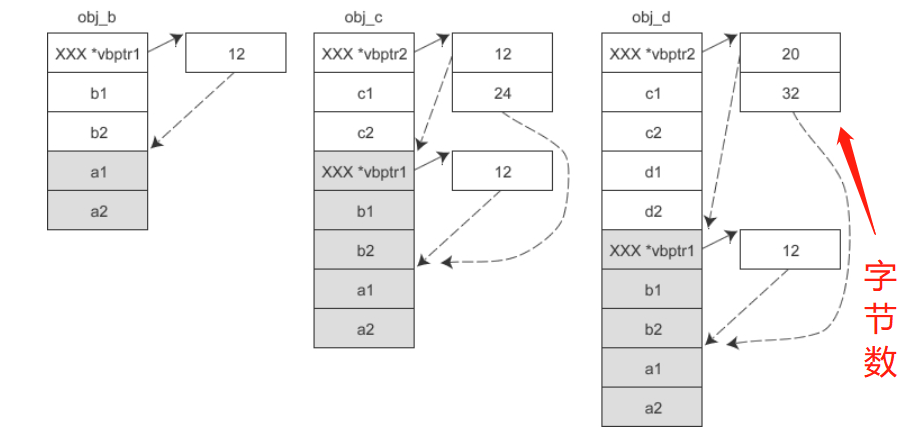 obj_b
XXX *vbptr1
12
b1
b2
a1
a2
obj_c
XXX *vbptr2
12
c1
24
c2
XXX *vbptr1
12
b1
b2
a1
a2
obj_d
XXX *vbptr2
20
c1
32
c2
d1
d2
XXX *vbptr1
12
b1
b2
a1
a2
字
节
数